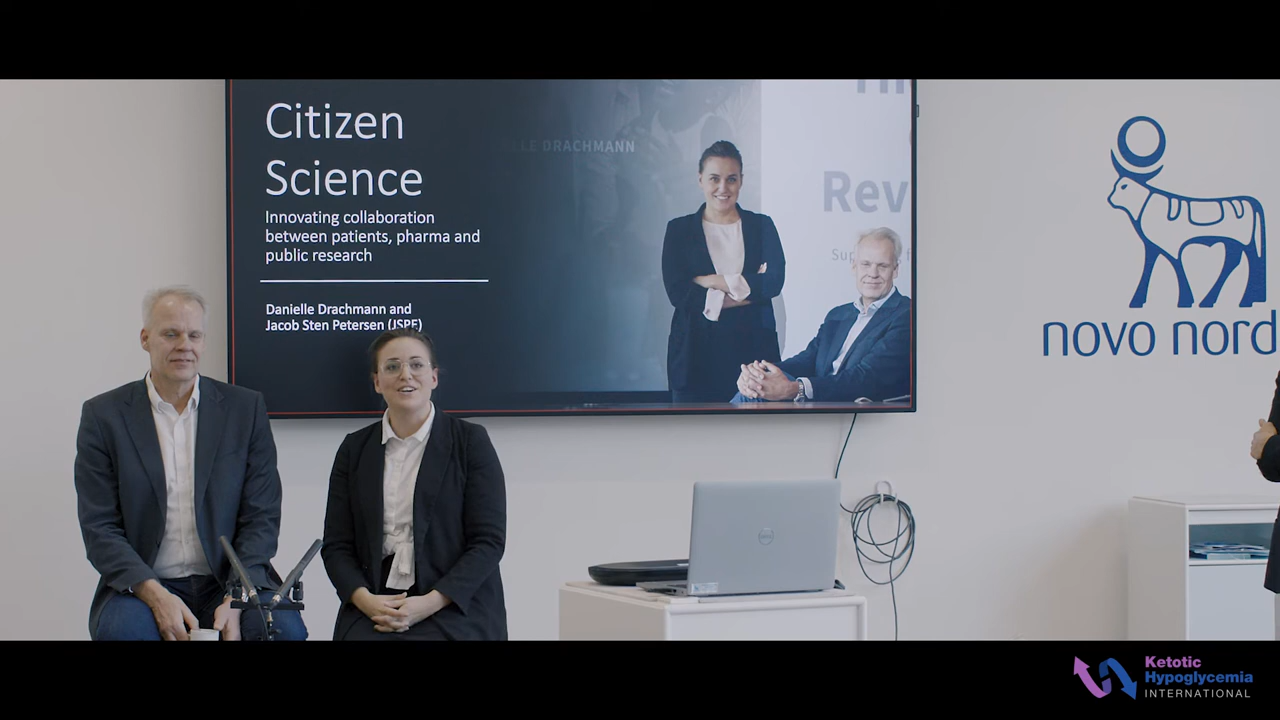 Citizen
Science
Innovating collaboration
between patients, pharma and
public research
Danielle Drachmann and
Jacob Sten Petersen (JSPE)
DRACHMANN
Rev
novo nord
DELL
Ketotic
Hypoglycemia
INTERNATIONAL